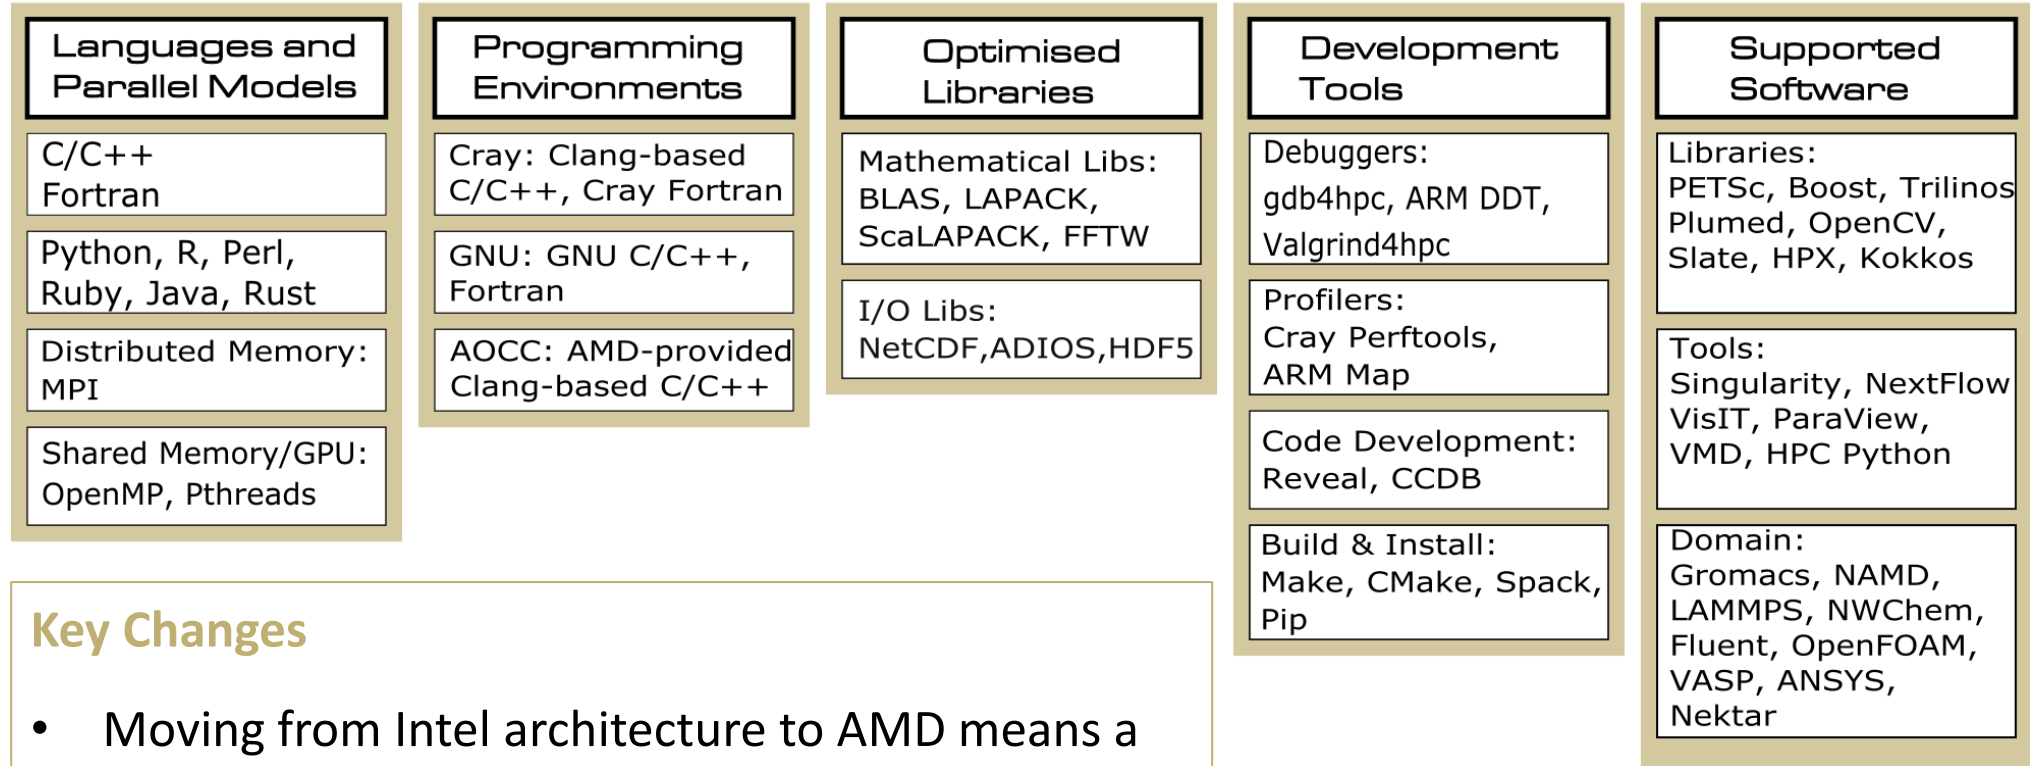 Languages and
Parallel Models
C/C++
Fortran
Python, R, Perl,
Ruby, Java, Rust
Distributed Memory:
MPI
Shared Memory/GPU:
OpenMP, Pthreads
Programming
Environments
Cray: Clang-based
C/C++, Cray Fortran
GNU: GNU C/C++,
Fortran
AOCC: AMD-provided
Clang-based C/C++
Optimised
Libraries
Mathematical Libs:
BLAS, LAPACK,
ScaLAPACK, FFTW
I/O Libs:
NetCDF,ADIOS,HDF5
Development
Tools
Debuggers:
gdb4hpc, ARM DDT,
Valgrind4hpc
Profilers:
Cray Perftools,
ARM Map
Code Development:
Reveal, CCDB
Build & Install:
Make, CMake, Spack,
Pip
Supported
Software
Libraries:
PETSc, Boost, Trilinos
Plumed, OpenCV,
Slate, HPX, Kokkos
Tools:
Singularity, NextFlow
VisIT, ParaView,
VMD, HPC Python
Domain:
Gromacs, NAMD,
LAMMPS, NWChem,
Fluent, OpenFOAM,
VASP, ANSYS,
Nektar
Key Changes
• Moving from Intel architecture to AMD means a